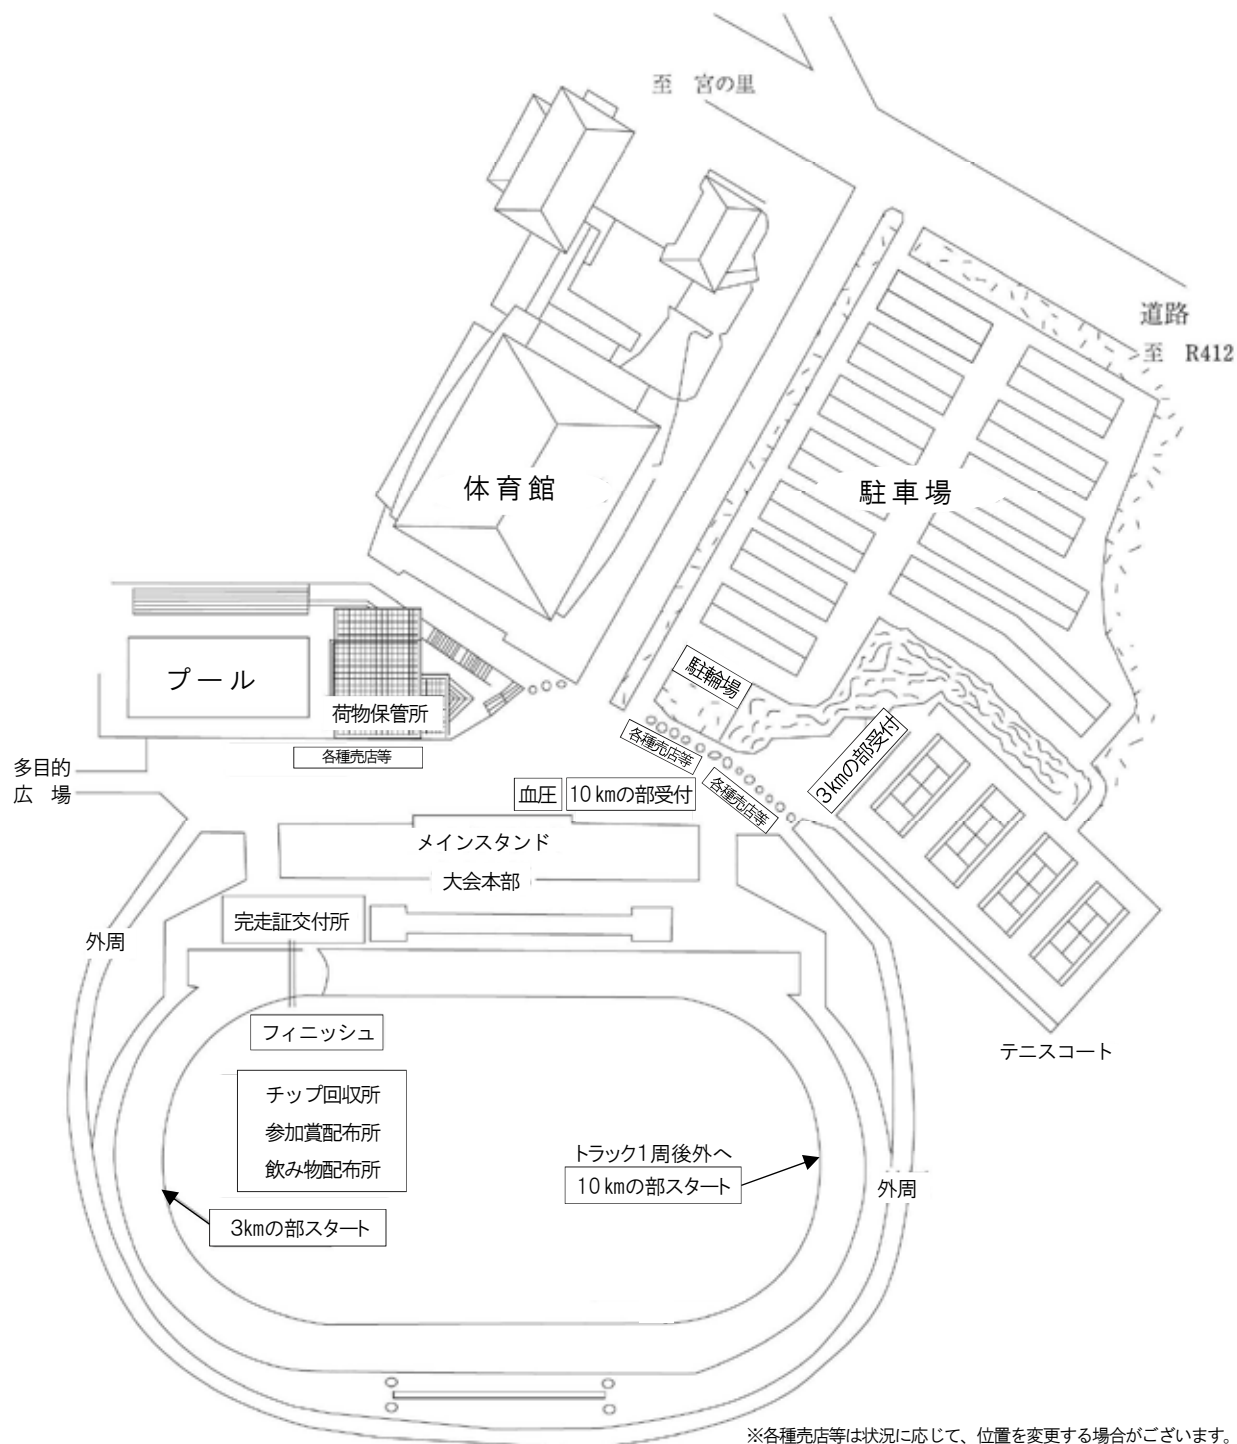 至 宮の里
道路
至 R412
体育館
駐車場
プール
駐輪場
荷物保管所
各種売店等
各種売店等
各種売店等
3kmの部受付
多目的
広 場
血圧
10kmの部受付
メインスタンド
大会本部
完走証交付所
外周
フィニッシュ
テニスコート
チップ回収所
参加賞配布所
飲み物配布所
トラック1周後外へ
10kmの部スタート
外周
3kmの部スタート
※各種売店等は状況に応じて、位置を変更する場合がございます。